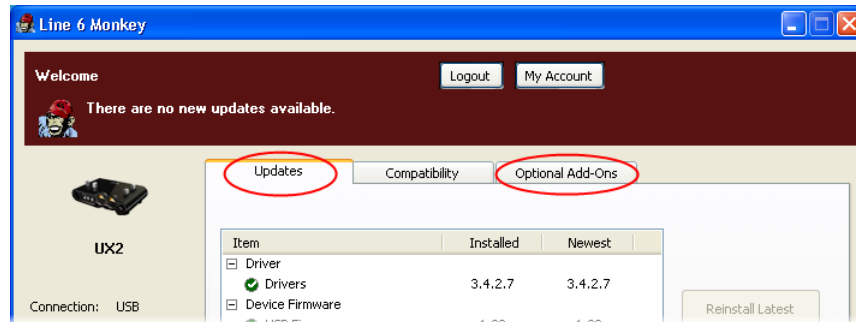 Line 6 Monkey
Welcome
Logout
My Account
There are no new updates available.
Updates
Compatibility
Optional Add-Ons
Item Installed Newest
UX2
Driver
Drivers 3.4.2.7 3.4.2.7
Connection: USB
Device Firmware
Reinstall Latest